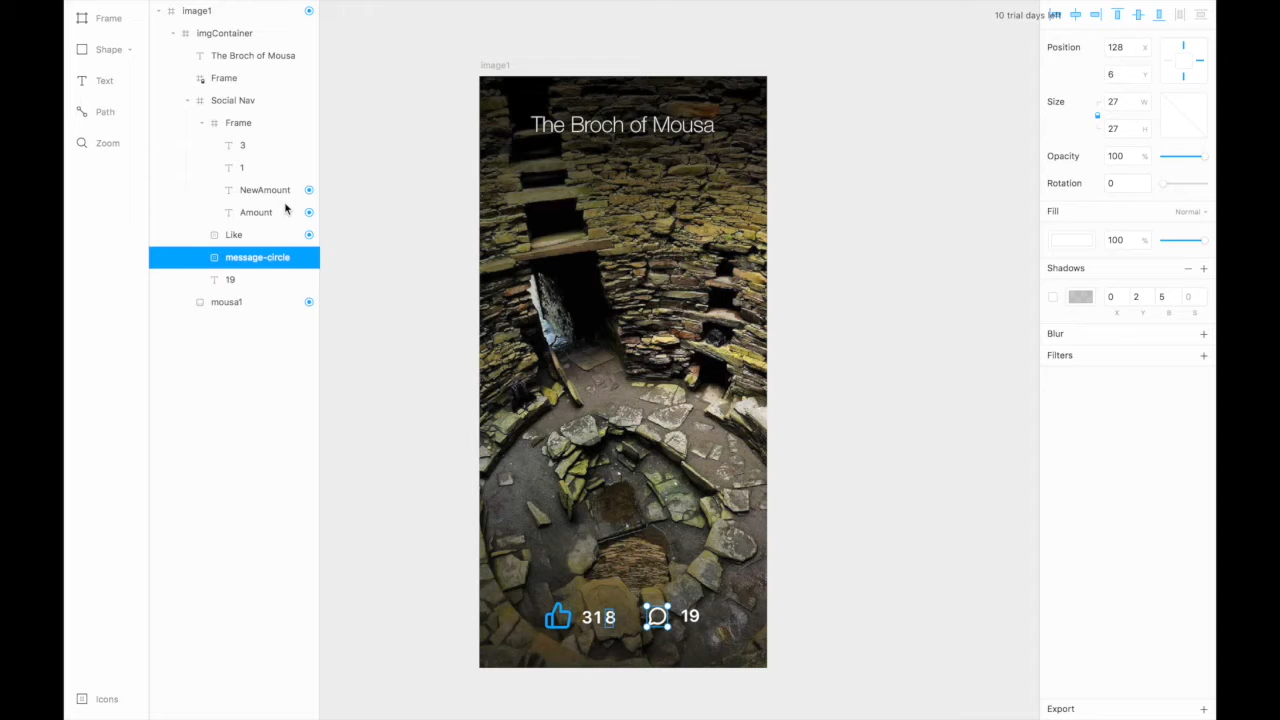 Frame
Shape
Text
Path
Zoom
Icons
image1
imgContainer
The Broch of Mousa
Frame
Social Nav
Frame
3
1
NewAmount
Amount
Like
message-circle
19
mousa1
image1
The Broch of Mousa
318
19
10 trial days left
Position 128 X
6 Y
Size 27 W
27 H
Opacity 100 %
Rotation 0
Fill Normal
100 %
Shadows
0 2 5 0
X Y B S
Blur
Filters
Export